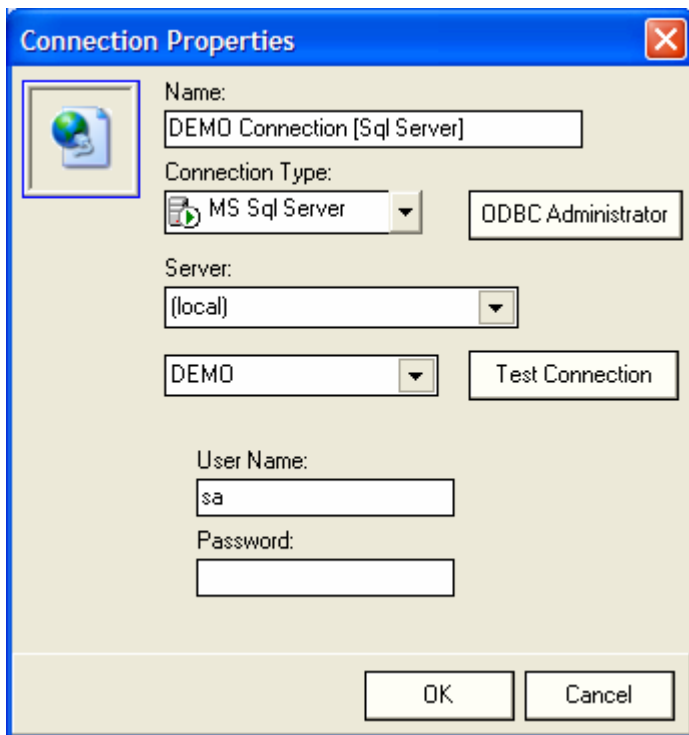 Connection Properties
Name:
DEMO Connection [Sql Server]
Connection Type:
MS Sql Server
ODBC Administrator
Server:
(local)
DEMO
Test Connection
User Name:
sa
Password:
OK
Cancel